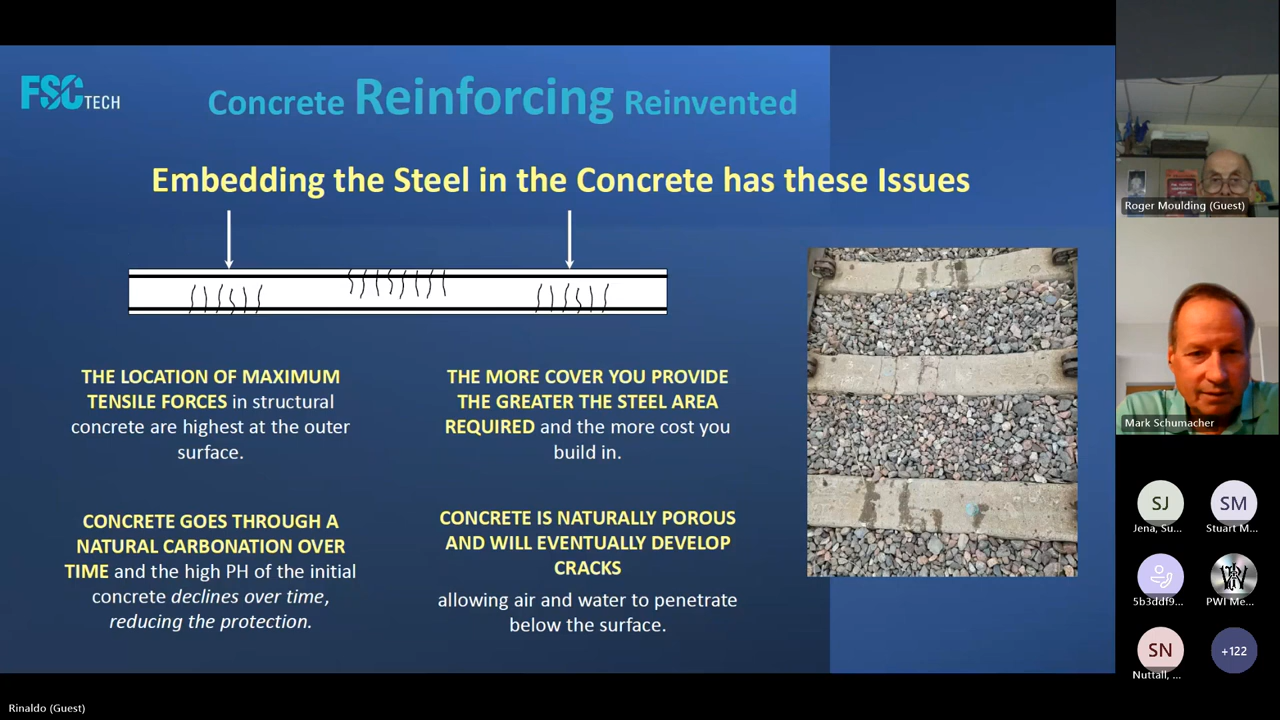 FSC TECH
Concrete Reinforcing Reinvented
Embedding the Steel in the Concrete has these Issues
THE LOCATION OF MAXIMUM
TENSILE FORCES in structural
concrete are highest at the outer
surface.
THE MORE COVER YOU PROVIDE
THE GREATER THE STEEL AREA
REQUIRED and the more cost you
build in.
CONCRETE GOES THROUGH A
NATURAL CARBONATION OVER
TIME and the high PH of the initial
concrete declines over time,
reducing the protection.
CONCRETE IS NATURALLY POROUS
AND WILL EVENTUALLY DEVELOP
CRACKS
allowing air and water to penetrate
below the surface.
Roger Moulding (Guest)
Mark Schumacher
SJ
Jena, Su...
SM
Stuart M...
5b3ddf9...
PWI Me...
SN
Nuttall, ...
+122
Rinaldo (Guest)